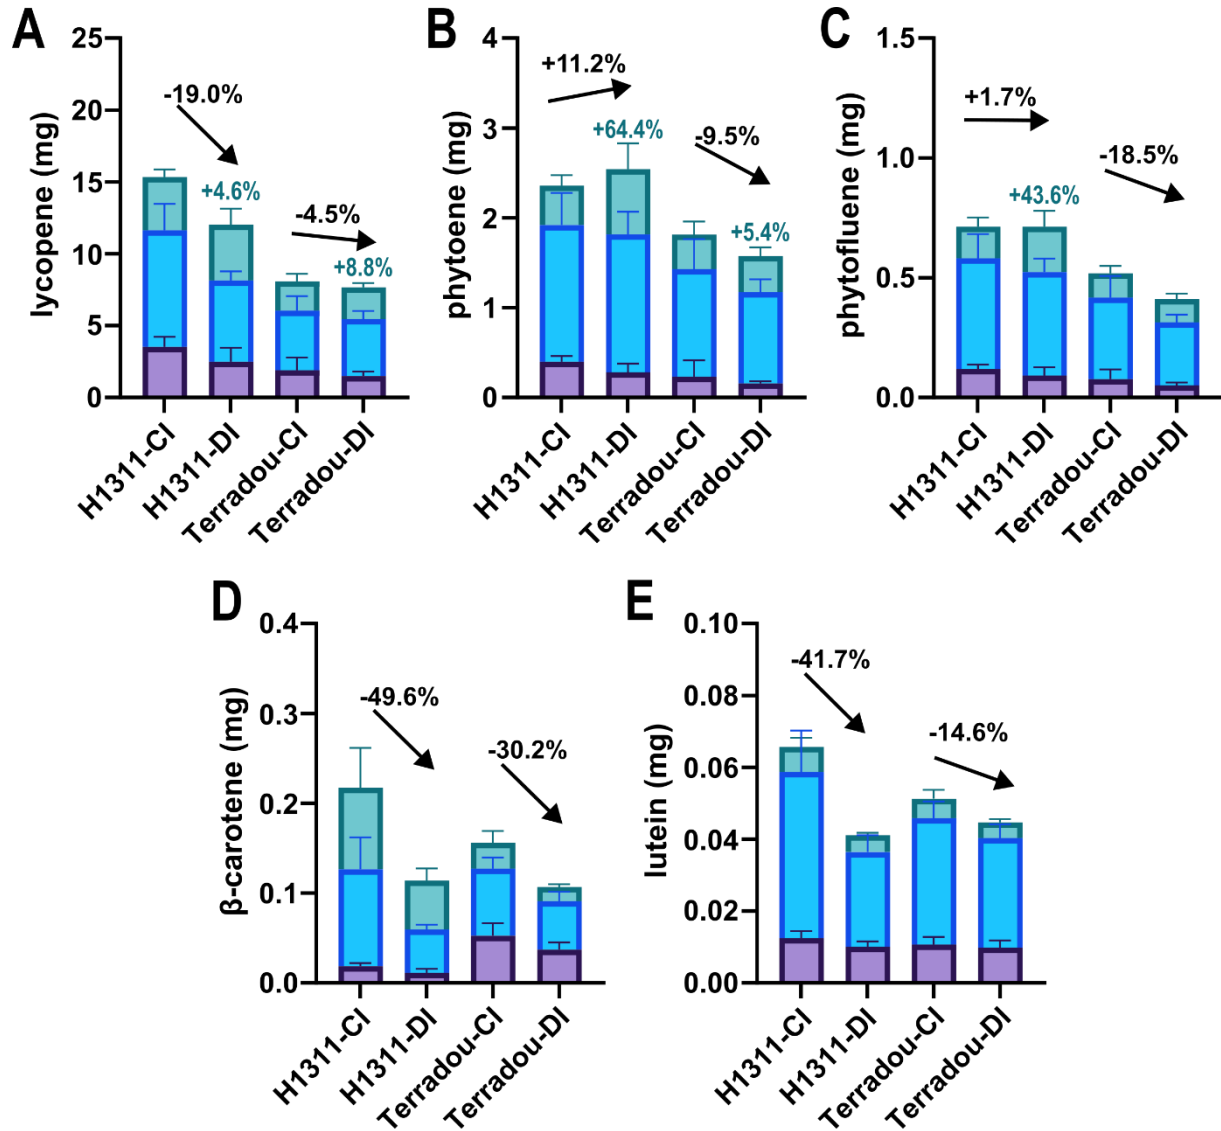 A
lycopene (mg)
25
20
15
10
5
0
-19.0%
+4.6%
-4.5%
+8.8%
H1311-CI
H1311-DI
Terradou-CI
Terradou-DI
B
phytoene (mg)
4
3
2
1
0
+11.2%
+64.4%
-9.5%
+5.4%
H1311-CI
H1311-DI
Terradou-CI
Terradou-DI
C
phytofluene (mg)
1.5
1.0
0.5
0.0
+1.7%
+43.6%
-18.5%
H1311-CI
H1311-DI
Terradou-CI
Terradou-DI
D
β-carotene (mg)
0.4
0.3
0.2
0.1
0.0
-49.6%
-30.2%
H1311-CI
H1311-DI
Terradou-CI
Terradou-DI
E
lutein (mg)
0.10
0.08
0.06
0.04
0.02
0.00
-41.7%
-14.6%
H1311-CI
H1311-DI
Terradou-CI
Terradou-DI